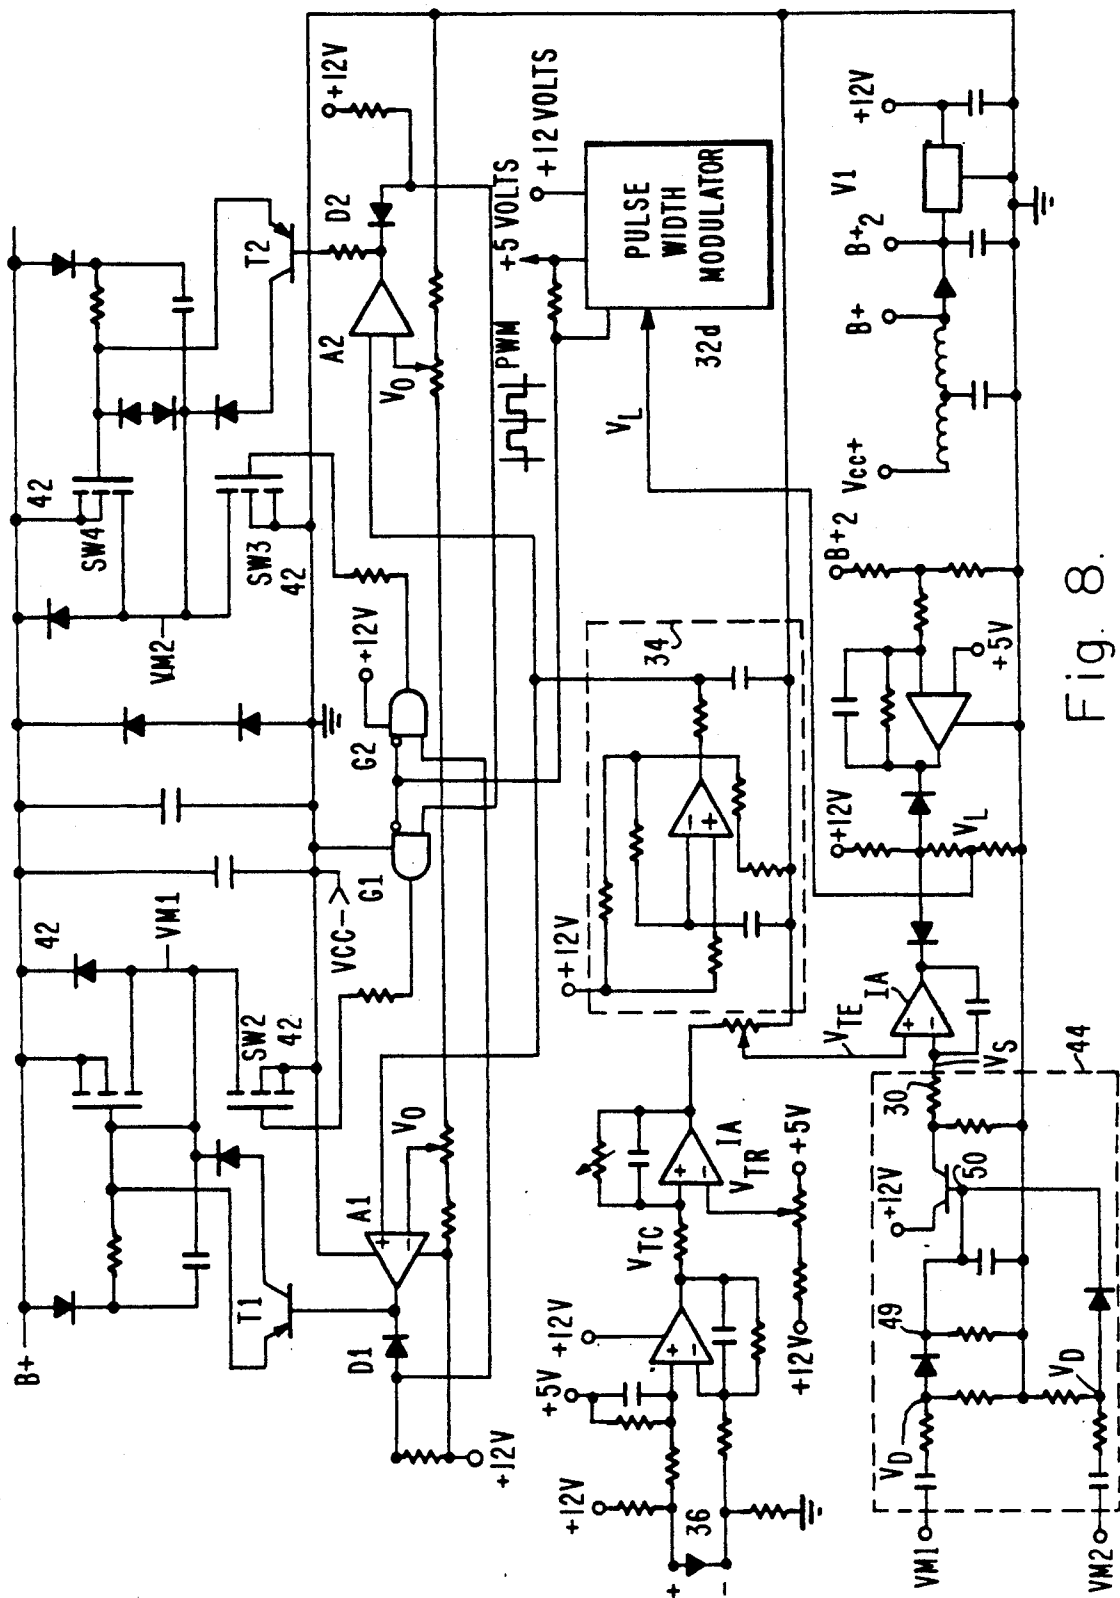 B+
T1
VM1
42
VCC-
VM2
42
SW4
T2
SW2
42
SW3
42
D1
A1
V0
G1
G2
+12V
A2
V0
D2
+12V
+12V
PWM
+5 VOLTS
+12 VOLTS
PULSE
WIDTH
MODULATOR
32d
VL
+12V
+
36
-
+5V
+12V
+
-
VTC
+
-
IA
VTR
+5V
+12V
+12V
-
+
34
VTE
+
-
IA
+12V
VL
+5V
B+2
Vcc+
B+
B+2
V1
+12V
VM1
VD
49
+12V
30
VS
44
50
VD
VM2
Fig. 8.